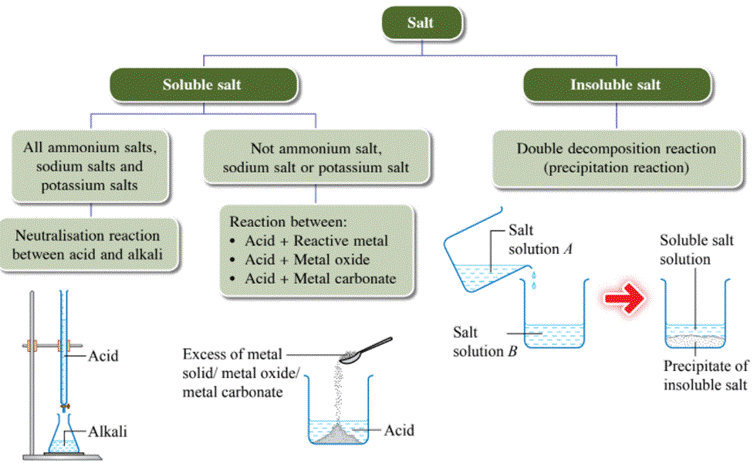 Salt
Soluble salt
Insoluble salt
All ammonium salts,
sodium salts and
potassium salts
Not ammonium salt,
sodium salt or potassium salt
Double decomposition reaction
(precipitation reaction)
Neutralisation reaction
between acid and alkali
Reaction between:
• Acid + Reactive metal
• Acid + Metal oxide
• Acid + Metal carbonate
Salt
solution A
Salt
solution B
Soluble salt
solution
Precipitate of
insoluble salt
Acid
Alkali
Excess of metal
solid/ metal oxide/
metal carbonate
Acid